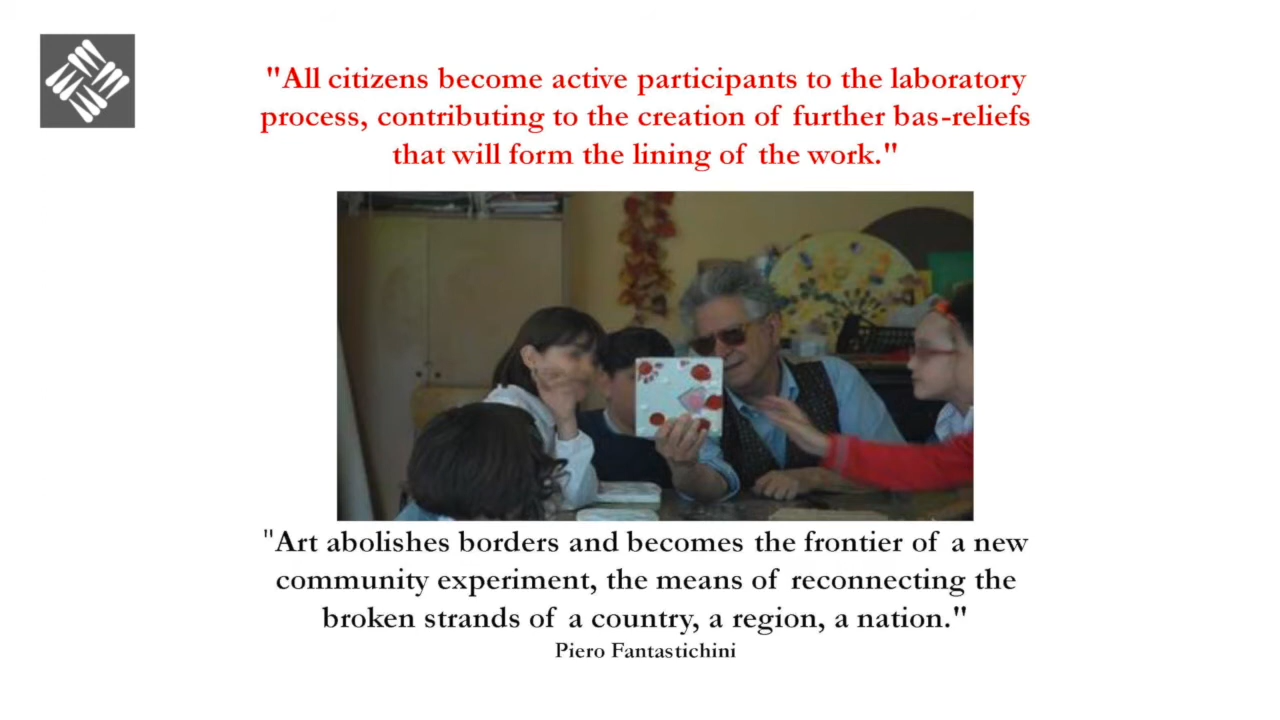 "All citizens become active participants to the laboratory
process, contributing to the creation of further bas-reliefs
that will form the lining of the work."
"Art abolishes borders and becomes the frontier of a new
community experiment, the means of reconnecting the
broken strands of a country, a region, a nation."
Piero Fantastichini